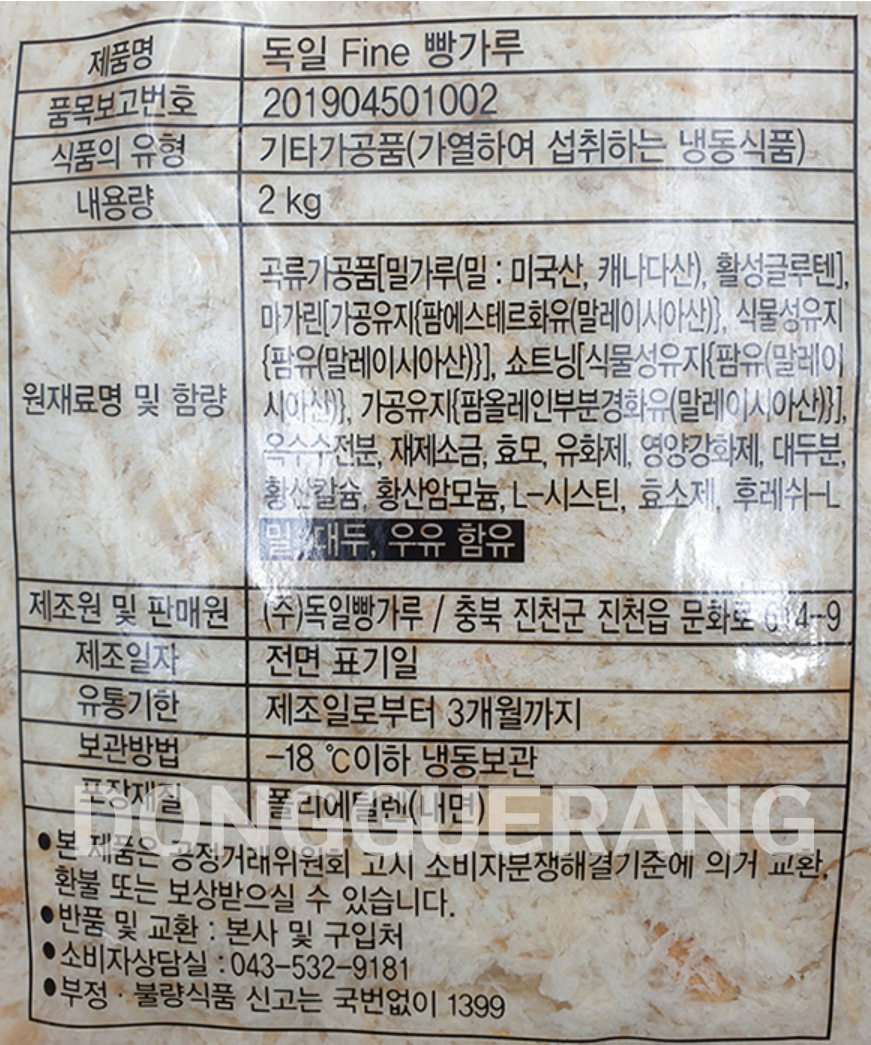 제품명 독일 Fine 빵가루
품목보고번호 201904501002
식품의 유형 기타가공품(가열하여 섭취하는 냉동식품)
내용량 2 kg
원재료명 및 함량
곡류가공품[밀가루(밀 : 미국산, 캐나다산), 활성글루텐],
마가린[가공유지{팜에스테르화유(말레이시아산)}, 식물성유지
{팜유(말레이시아산)}], 쇼트닝[식물성유지{팜유(말레이
시아산)}, 가공유지{팜올레인부분경화유(말레이시아산)}],
옥수수전분, 재제소금, 효모, 유화제, 영양강화제, 대두분,
황산칼슘, 황산암모늄, L-시스틴, 효소제, 후레쉬-L
밀, 대두, 우유 함유
제조원 및 판매원 (주)독일빵가루 / 충북 진천군 진천읍 문화로 614-9
제조일자 전면 표기일
유통기한 제조일로부터 3개월까지
보관방법 -18 ℃이하 냉동보관
포장재질 폴리에틸렌(내면)
DONGGUERANG
●본 제품은 공정거래위원회 고시 소비자분쟁해결기준에 의거 교환,
환불 또는 보상받으실 수 있습니다.
●반품 및 교환 : 본사 및 구입처
●소비자상담실 : 043-532-9181
●부정·불량식품 신고는 국번없이 1399